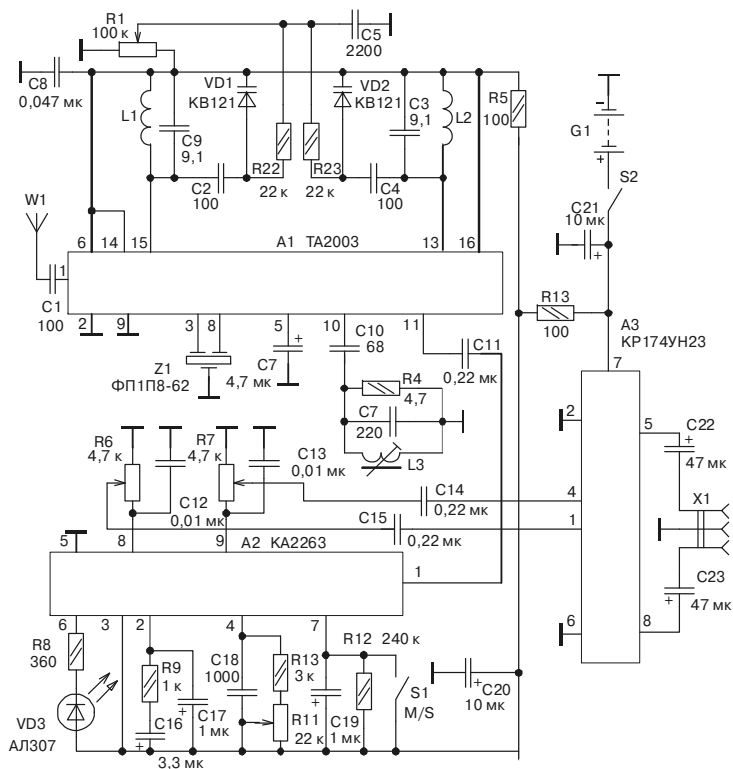 R1
100 к
C5
2200
C8
0,047 мк
VD1
КВ121
VD2
КВ121
C3
9,1
R5
100
L1
L2
C9
9,1
R22
22 к
R23
22 к
C2
100
C4
100
G1
-
+
S2
C21
10 мк
+
W1
6 14 15 A1 TA2003 13 16
1
C1
100
2 9 3 8 5 10 11
R13
100
A3
КР174УН23
7
Z1
ФП1П8-62
C7
+
4,7 мк
C10
68
C11
0,22 мк
R4
4,7
C7
220
L3
2
5
C22
+
47 мк
R6
4,7 к
R7
4,7 к
C13
0,01 мк
C12
0,01 мк
C14
0,22 мк
4
C15
0,22 мк
1
X1
5 8 9 A2 KA2263
1
C23
+
47 мк
6 8
6 3 2 4 7
R8
360
R9
1 к
C18
1000
R13
3 к
R12 240 к
S1
M/S
C20
+
10 мк
VD3
АЛ307
C16
+
3,3 мк
C17
+
1 мк
R11
22 к
C19
+
1 мк